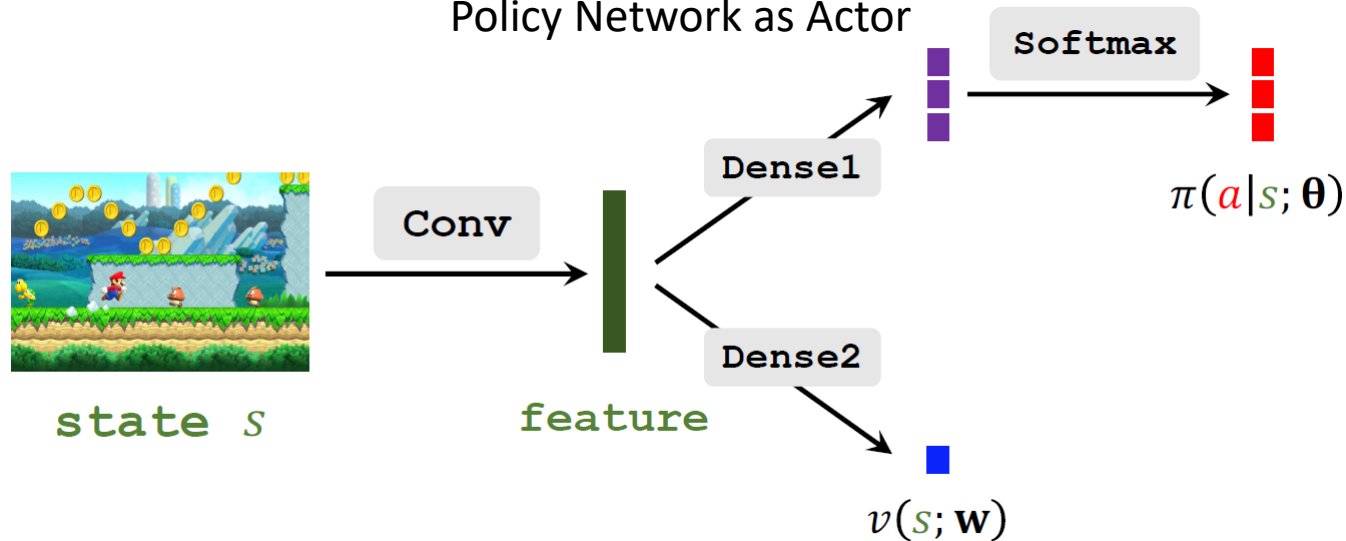 Policy Network as Actor
Softmax
Dense1
π(a|s; θ)
Conv
Dense2
state s
feature
v(s; w)